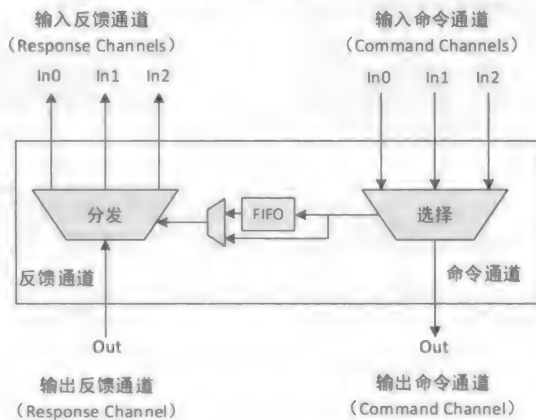 输入反馈通道
（Response Channels）
In0 In1 In2
输入命令通道
（Command Channels）
In0 In1 In2
分发
FIFO
选择
反馈通道
命令通道
Out
输出反馈通道
（Response Channel）
Out
输出命令通道
（Command Channel）